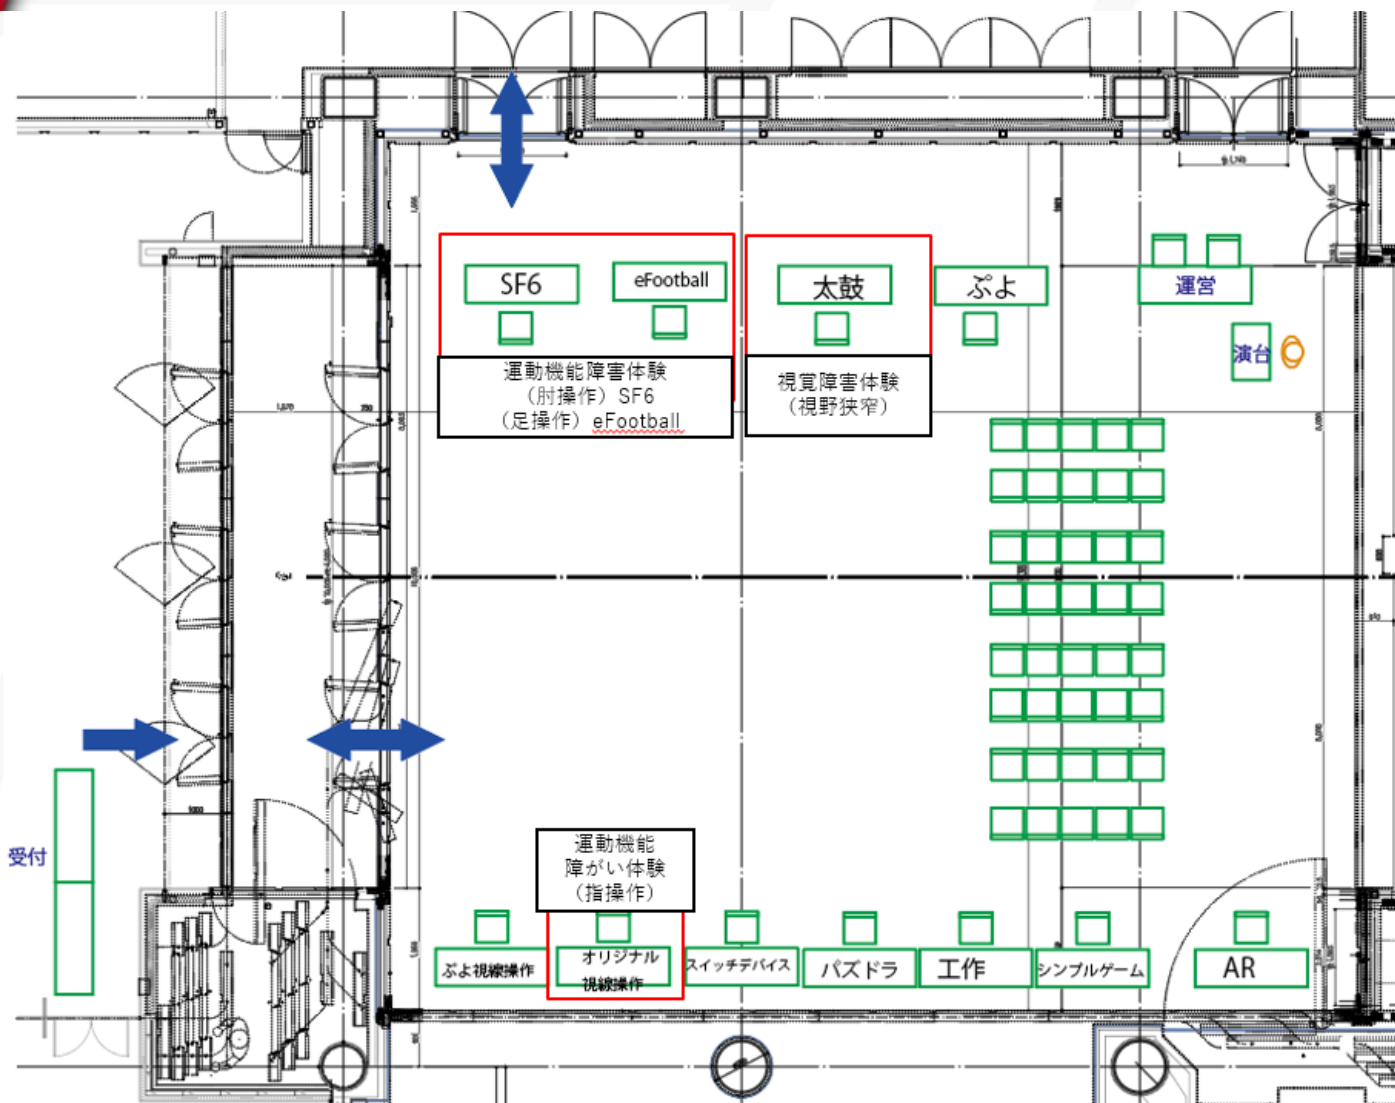 SF6
eFootball
太鼓
ぷよ
運営
演台
運動機能障害体験
（肘操作）SF6
（足操作）eFootball
視覚障害体験
（視野狭窄）
受付
運動機能
障がい体験
（指操作）
ぷよ視線操作
オリジナル
視線操作
スイッチデバイス
パズドラ
工作
シンプルゲーム
AR